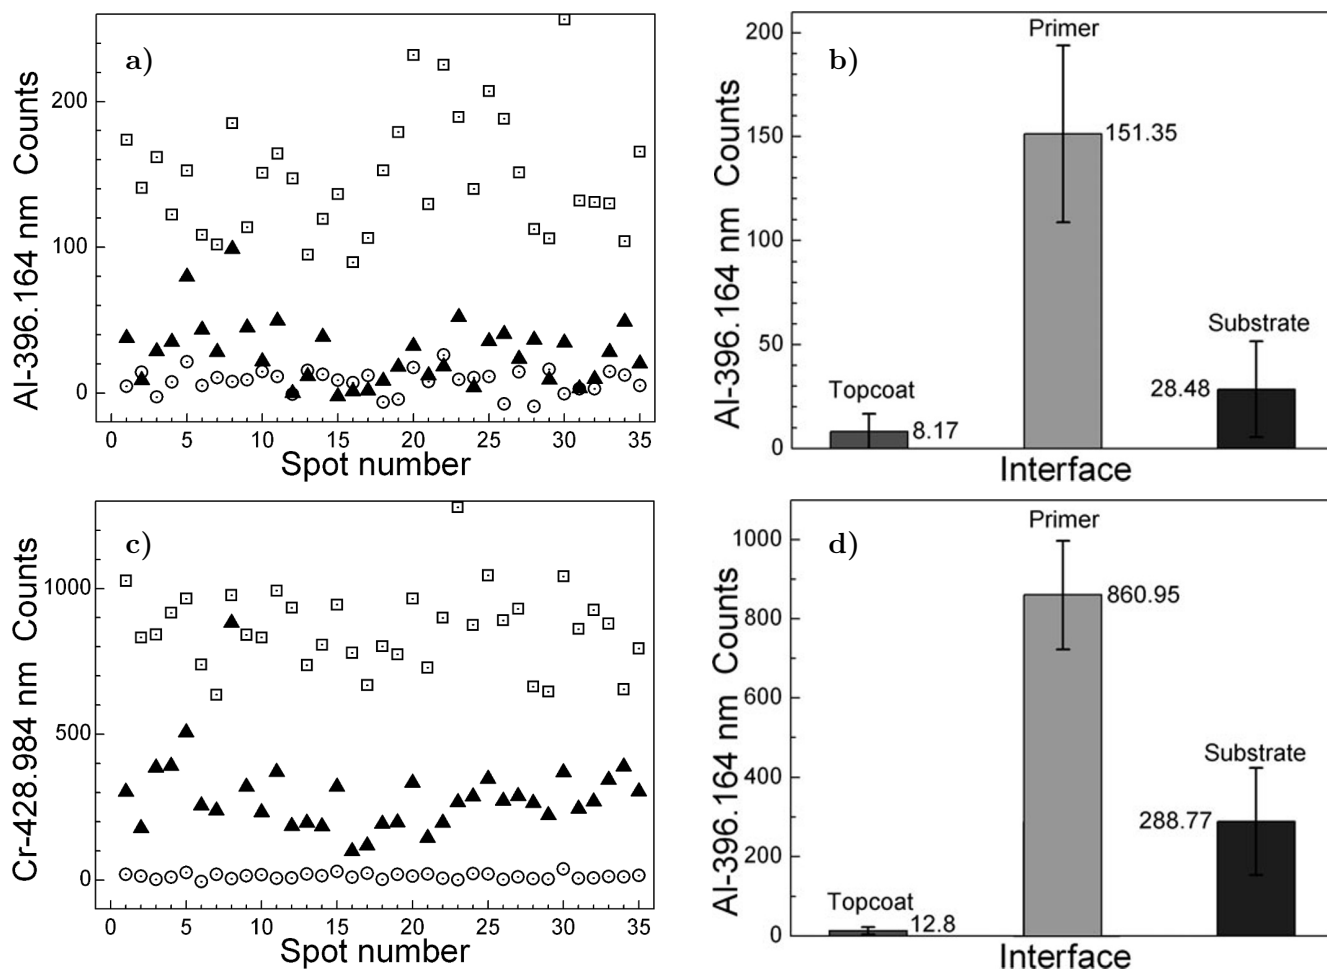 a)
Al-396.164 nm Counts
200
100
0
0 5 10 15 20 25 30 35
Spot number
b)
Al-396.164 nm Counts
200
150
100
50
0
Primer
151.35
Substrate
28.48
Topcoat
8.17
Interface
c)
Cr-428.984 nm Counts
1000
500
0
0 5 10 15 20 25 30 35
Spot number
d)
Al-396.164 nm Counts
1000
800
600
400
200
0
Primer
860.95
Substrate
288.77
Topcoat
12.8
Interface